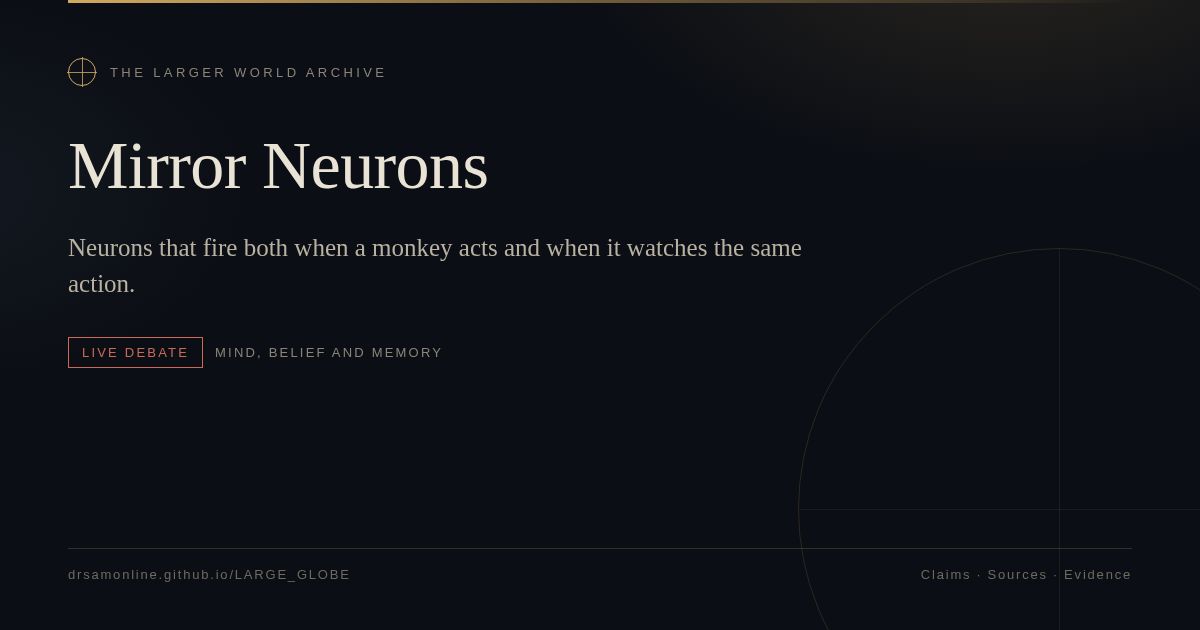 THE LARGER WORLD ARCHIVE
Mirror Neurons
Neurons that fire both when a monkey acts and when it watches the same
action.
LIVE DEBATE MIND, BELIEF AND MEMORY
drsamonline.github.io/LARGE_GLOBE Claims · Sources · Evidence